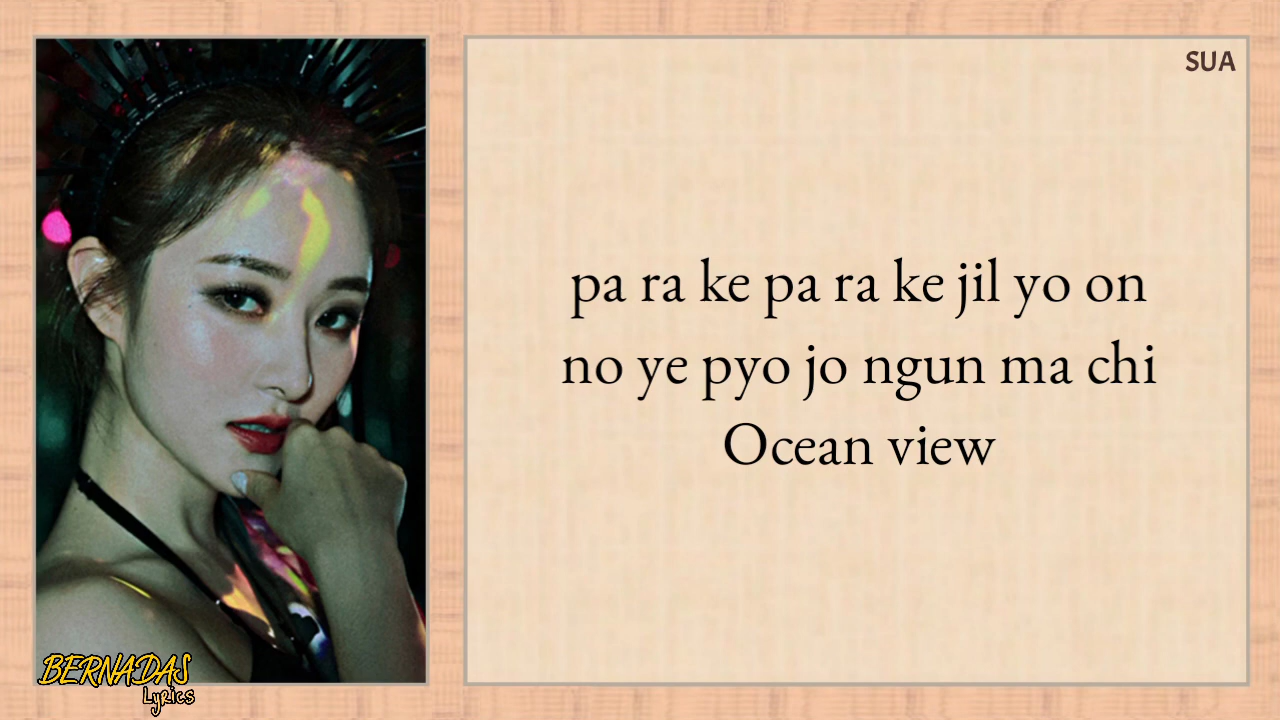 SUA
pa ra ke pa ra ke jil yo on
no ye pyo jo ngun ma chi
Ocean view
BERNADAS
Lyrics